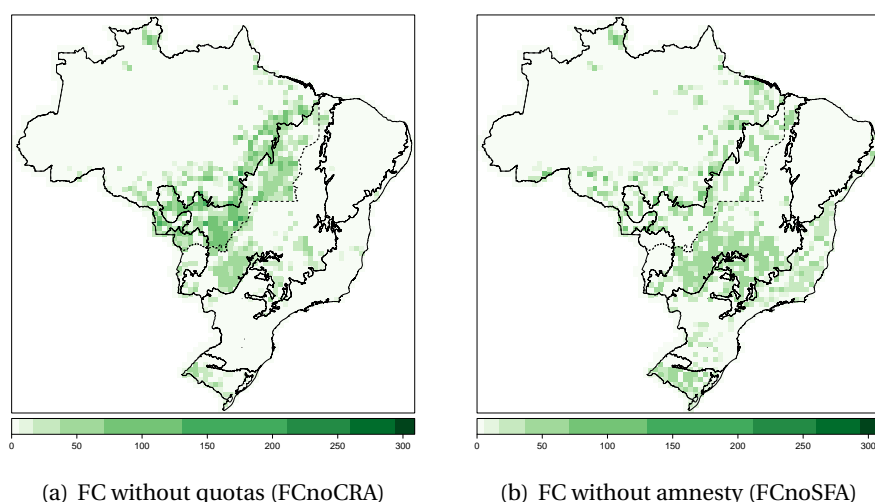 0 50 100 150 200 250 300
0 50 100 150 200 250 300
(a) FC without quotas (FCnoCRA)
(b) FC without amnesty (FCnoSFA)